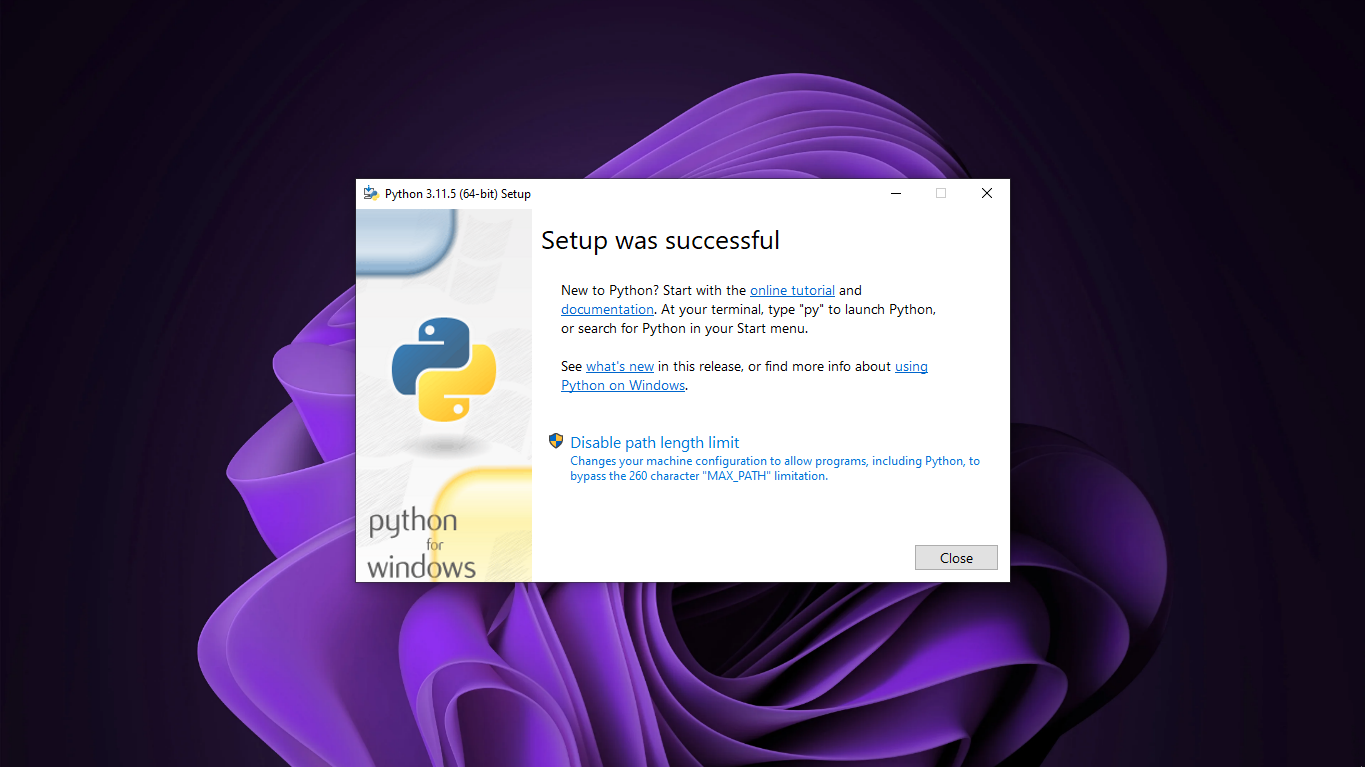 Python 3.11.5 (64-bit) Setup
Setup was successful
New to Python? Start with the online tutorial and
documentation. At your terminal, type "py" to launch Python,
or search for Python in your Start menu.
See what's new in this release, or find more info about using
Python on Windows.
Disable path length limit
Changes your machine configuration to allow programs, including Python, to
bypass the 260 character "MAX_PATH" limitation.
python
for
windows
Close